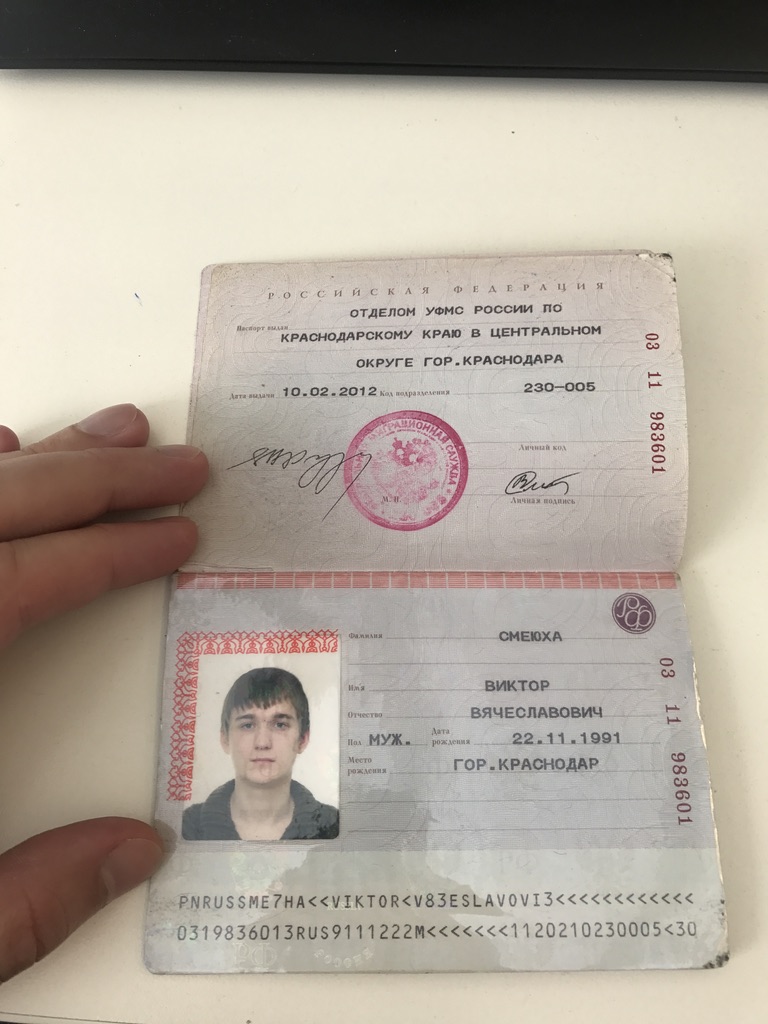 РОССИЙСКАЯ ФЕДЕРАЦИЯ
Паспорт выдан ОТДЕЛОМ УФМС РОССИИ ПО
КРАСНОДАРСКОМУ КРАЮ В ЦЕНТРАЛЬНОМ
ОКРУГЕ ГОР.КРАСНОДАРА
Дата выдачи 10.02.2012 Код подразделения 230-005
Личный код
М. П.
Личная подпись
МИГРАЦИОННАЯ СЛУЖБА
03 11 983601
Фамилия СМЕЮХА
Имя ВИКТОР
Отчество ВЯЧЕСЛАВОВИЧ
Пол МУЖ. Дата рождения 22.11.1991
Место рождения ГОР.КРАСНОДАР
03 11 983601
PNRUSSME7HA<<VIKTOR<V83ESLAVOVI3<<<<<<<<<<<<
0319836013RUS9111222M<<<<<<<1120210230005<30